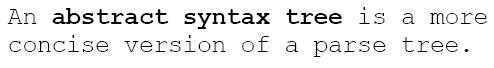 An abstract syntax tree is a more
concise version of a parse tree.